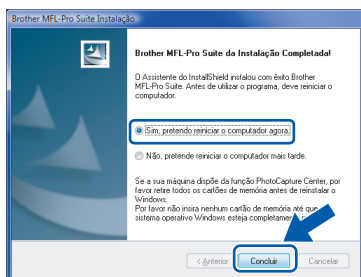 Brother MFL-Pro Suite Instalação
Brother MFL-Pro Suite da Instalação Completada!
O Assistente do InstallShield instalou com êxito Brother
MFL-Pro Suite. Antes de utilizar o programa, deve reiniciar o
computador.
Sim, pretendo reiniciar o computador agora.
Não, pretende reiniciar o computador mais tarde.
Se a sua máquina dispõe da função PhotoCapture Center, por
favor retire todos os cartões de memória antes de reinstalar o
Windows.
Por favor não insira nenhum cartão de memória até que
sistema operativo Windows esteja completamente
< Anterior
Concluir
Cancelar